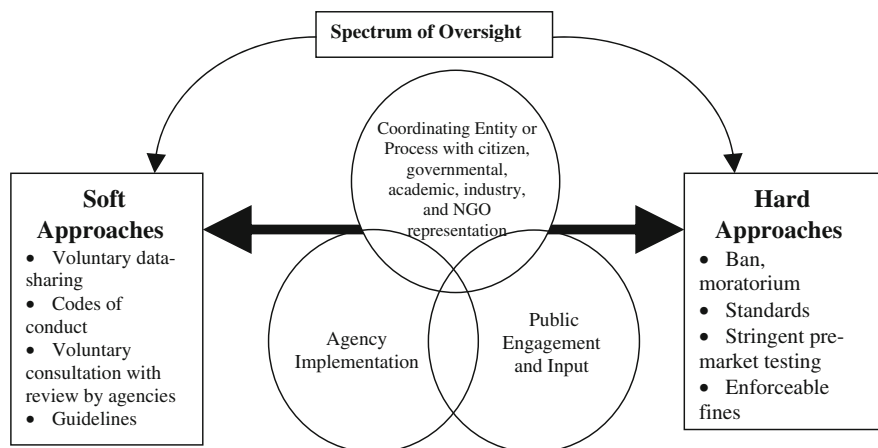 Spectrum of Oversight
Coordinating Entity or
Process with citizen,
governmental,
academic, industry,
and NGO
representation
Soft
Approaches
• Voluntary data-
sharing
• Codes of
conduct
• Voluntary
consultation with
review by agencies
• Guidelines
Agency
Implementation
Public
Engagement
and Input
Hard
Approaches
• Ban,
moratorium
• Standards
• Stringent pre-
market testing
• Enforceable
fines